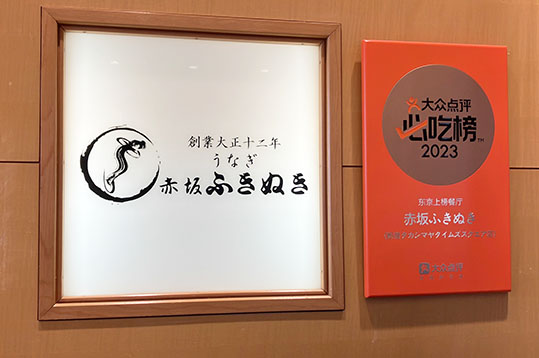 創業大正十二年
うなぎ
赤坂ふきぬき
大众点评
必吃榜™
2023
东京上榜餐厅
赤坂ふきぬき
大众点评